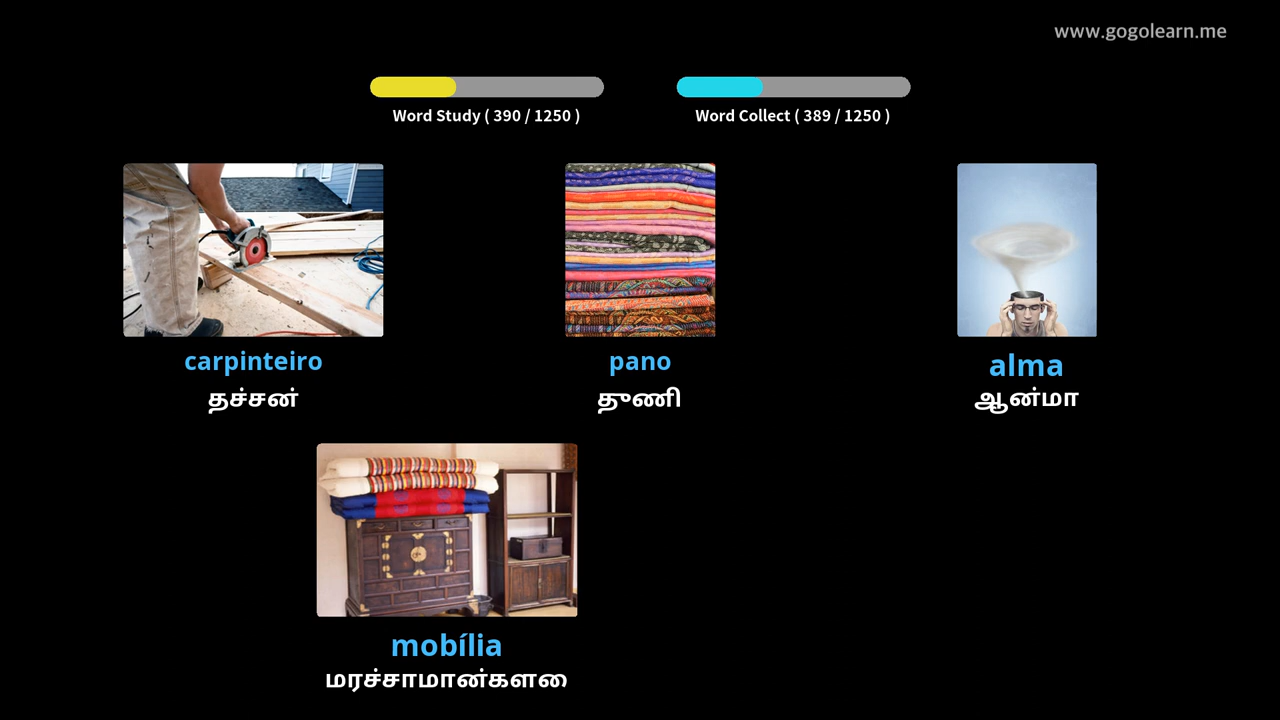 www.gogolearn.me
Word Study ( 390 / 1250 )
Word Collect ( 389 / 1250 )
carpinteiro
தச்சன்
pano
துணி
alma
ஆன்மா
mobília
மரச்சாமான்களை